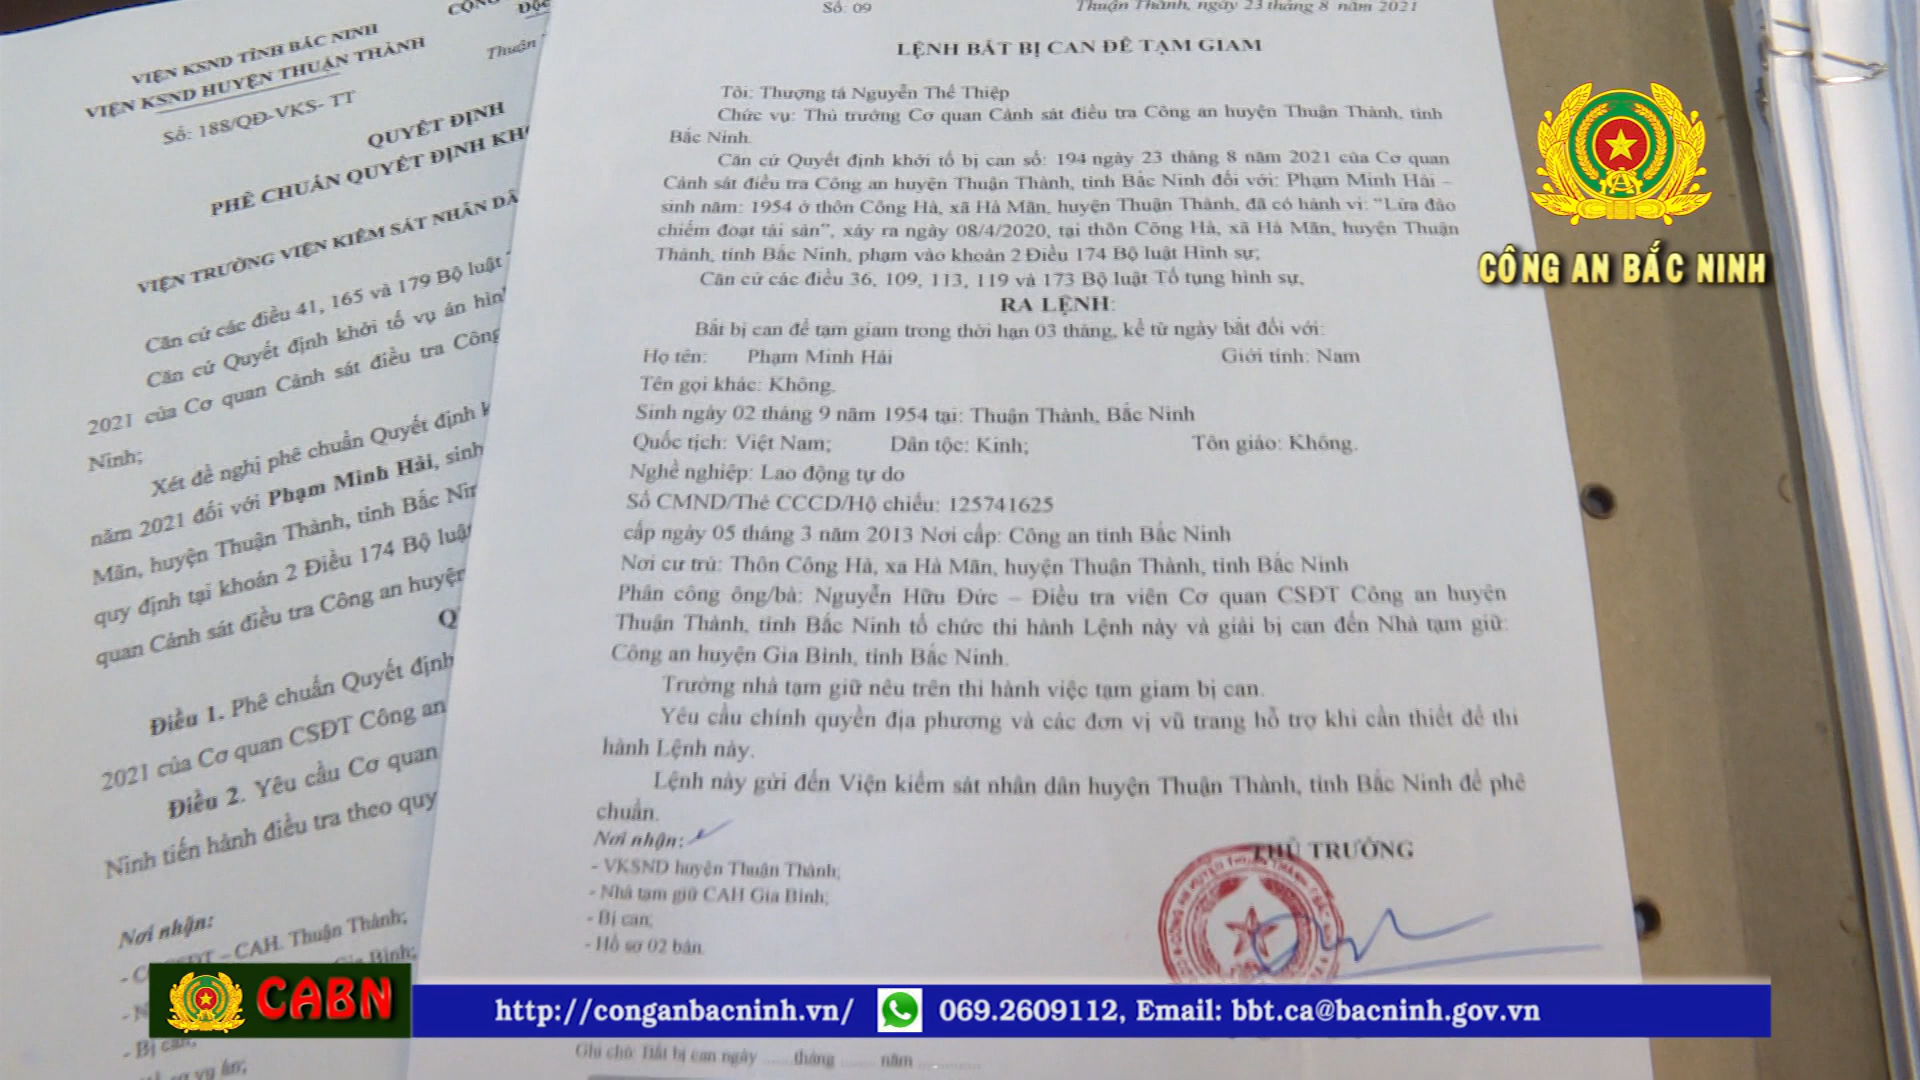 VIỆN KSND TỈNH BẮC NINH
VIỆN KSND HUYỆN THUẬN THÀNH
Số: 188/QĐ-VKS- TT
Thuận
QUYẾT ĐỊNH
PHÊ CHUẨN QUYẾT ĐỊNH
VIỆN TRƯỞNG VIỆN KIỂM SÁT NHÂN
Căn cứ các điều 41, 165 và 179 Bộ luật
Căn cứ Quyết định khởi tố vụ án
2021 của Cơ quan Cảnh sát điều tra Công
Ninh;
Xét đề nghị phê chuẩn Quyết định
năm 2021 đối với Phạm Minh Hải, sinh
Mãn, huyện Thuận Thành, tỉnh Bắc
quy định tại khoản 2 Điều 174 Bộ luật
quan Cảnh sát điều tra Công an huyện
Điều 1. Phê chuẩn Quyết định
2021 của Cơ quan CSĐT Công an
Điều 2. Yêu cầu Cơ quan
Ninh tiến hành điều tra theo quy
Nơi nhận:
- CAH. Thuận Thành;
Bình;
- Bị can;
vụ án;
Số: 09
Thuận Thành, ngày 23 tháng 8 năm 2021
LỆNH BẮT BỊ CAN ĐỂ TẠM GIAM
Tôi: Thượng tá Nguyễn Thế Thiệp
Chức vụ: Thủ trưởng Cơ quan Cảnh sát điều tra Công an huyện Thuận Thành, tỉnh
Bắc Ninh.
Căn cứ Quyết định khởi tố bị can số: 194 ngày 23 tháng 8 năm 2021 của Cơ quan
Cảnh sát điều tra Công an huyện Thuận Thành, tỉnh Bắc Ninh đối với: Phạm Minh Hải –
sinh năm: 1954 ở thôn Công Hà, xã Hà Mãn, huyện Thuận Thành, đã có hành vi: “Lừa đảo
chiếm đoạt tài sản”, xảy ra ngày 08/4/2020, tại thôn Công Hà, xã Hà Mãn, huyện Thuận
Thành, tỉnh Bắc Ninh, phạm vào khoản 2 Điều 174 Bộ luật Hình sự;
Căn cứ các điều 36, 109, 113, 119 và 173 Bộ luật Tố tụng hình sự,
RA LỆNH:
Bắt bị can để tạm giam trong thời hạn 03 tháng, kể từ ngày bắt đối với:
Họ tên: Phạm Minh Hải Giới tính: Nam
Tên gọi khác: Không.
Sinh ngày 02 tháng 9 năm 1954 tại: Thuận Thành, Bắc Ninh
Quốc tịch: Việt Nam; Dân tộc: Kinh; Tôn giáo: Không.
Nghề nghiệp: Lao động tự do
Số CMND/Thẻ CCCD/Hộ chiếu: 125741625
cấp ngày 05 tháng 3 năm 2013 Nơi cấp: Công an tỉnh Bắc Ninh
Nơi cư trú: Thôn Công Hà, xa Hà Mãn, huyện Thuận Thành, tỉnh Bắc Ninh
Phân công ông/bà: Nguyễn Hữu Đức – Điều tra viên Cơ quan CSĐT Công an huyện
Thuận Thành, tỉnh Bắc Ninh tổ chức thi hành Lệnh này và giải bị can đến Nhà tạm giữ:
Công an huyện Gia Bình, tỉnh Bắc Ninh.
Trưởng nhà tạm giữ nêu trên thi hành việc tạm giam bị can.
Yêu cầu chính quyền địa phương và các đơn vị vũ trang hỗ trợ khi cần thiết để thi
hành Lệnh này.
Lệnh này gửi đến Viện kiểm sát nhân dân huyện Thuận Thành, tỉnh Bắc Ninh để phê
chuẩn.
Nơi nhận:
- VKSND huyện Thuận Thành;
- Nhà tạm giữ CAH Gia Bình;
- Bị can;
- Hồ sơ 02 bản.
THỦ TRƯỞNG
CÔNG AN BẮC NINH
CABN
http://conganbacninh.vn/ 069.2609112, Email: bbt.ca@bacninh.gov.vn
Ghi chú: Bắt bị can ngày ...... tháng ...... năm ......